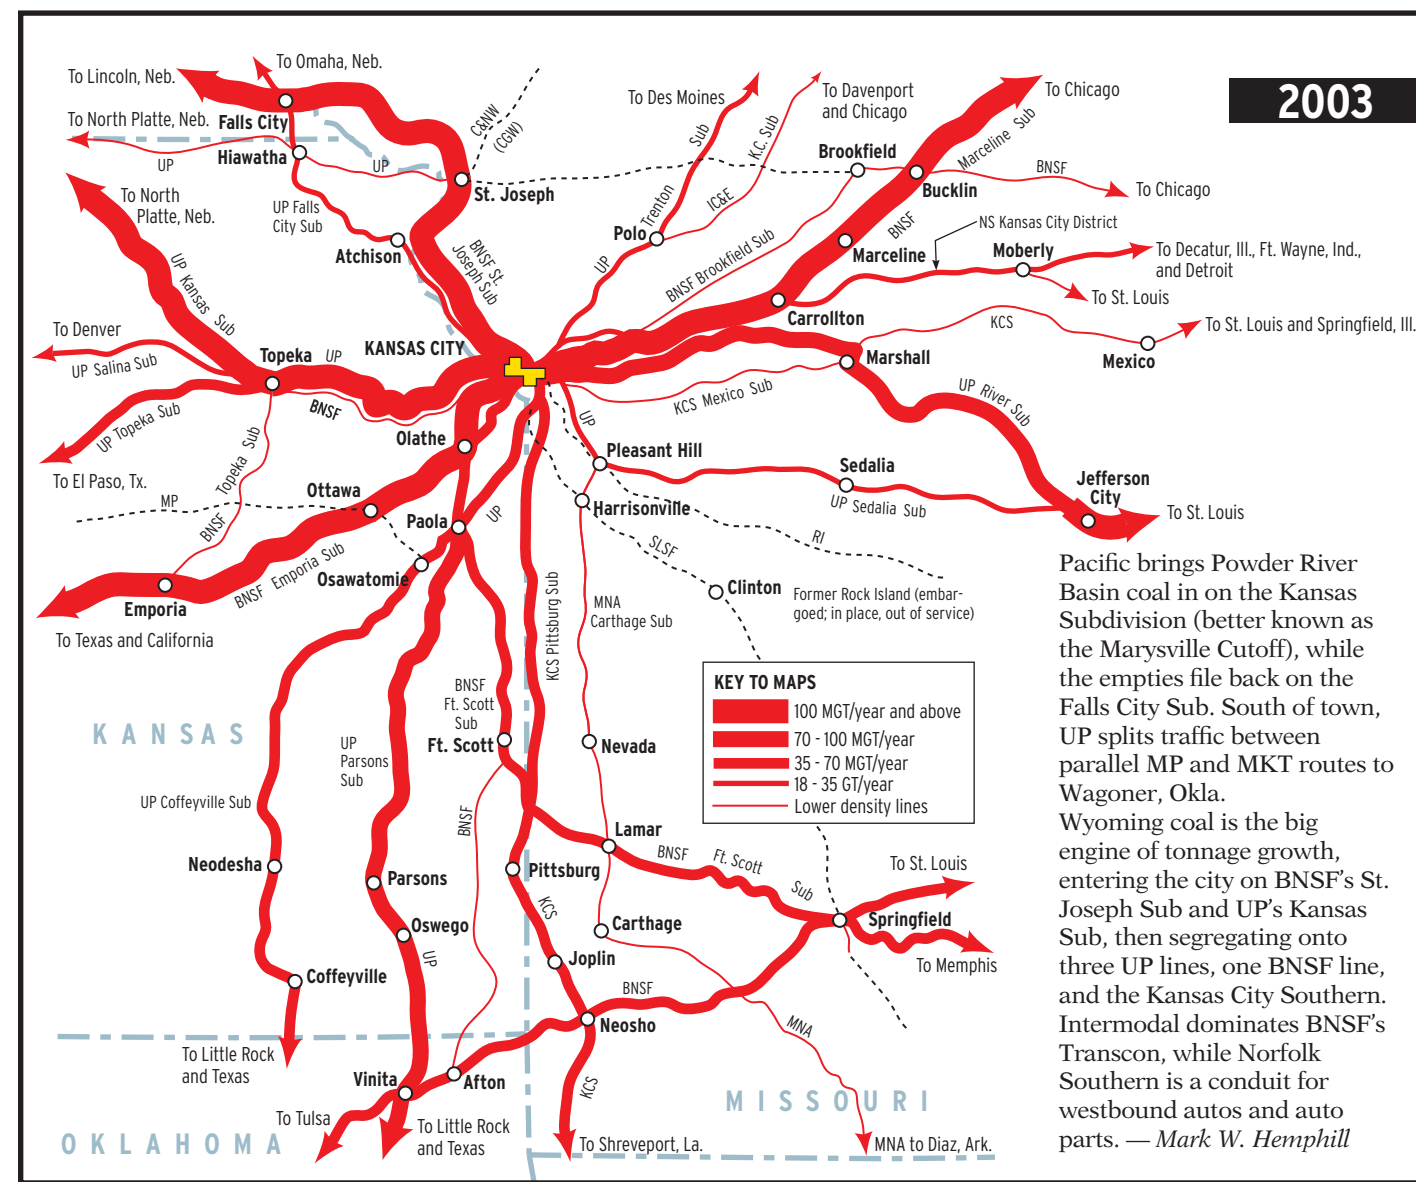 2003
To Lincoln, Neb.
To Omaha, Neb.
To North Platte, Neb.
Falls City
UP
Hiawatha
UP
C&NW
(CGW)
St. Joseph
To North
Platte, Neb.
UP Falls
City Sub
Atchison
BNSF St.
Joseph Sub
UP Kansas Sub
To Des Moines
Trenton Sub
Polo
UP
To Davenport
and Chicago
K.C. Sub
IC&E
Brookfield
BNSF Brookfield Sub
To Chicago
Marceline Sub
Bucklin
BNSF
To Chicago
BNSF
Marceline
NS Kansas City District
Moberly
To Decatur, Ill., Ft. Wayne, Ind.,
and Detroit
To St. Louis
Carrollton
KCS
To St. Louis and Springfield, Ill.
Mexico
Marshall
KCS Mexico Sub
UP River Sub
To Denver
UP Salina Sub
Topeka
UP
KANSAS CITY
BNSF
UP Topeka Sub
To El Paso, Tx.
BNSF Topeka Sub
MP
Olathe
Ottawa
Paola
UP
Osawatomie
BNSF Emporia Sub
Emporia
To Texas and California
UP
Pleasant Hill
Sedalia
UP Sedalia Sub
Jefferson
City
To St. Louis
Harrisonville
SLSF
RI
Clinton
Former Rock Island (embar-
goed; in place, out of service)
MNA
Carthage Sub
KCS Pittsburg Sub
BNSF
Ft. Scott
Sub
Ft. Scott
Nevada
KANSAS
UP
Parsons
Sub
UP Coffeyville Sub
BNSF
Neodesha
Parsons
Oswego
UP
Coffeyville
Pittsburg
KCS
Joplin
Lamar
BNSF Ft. Scott Sub
Carthage
To St. Louis
Springfield
To Memphis
BNSF
Neosho
MNA
KCS
To Little Rock
and Texas
Vinita
Afton
To Tulsa
To Little Rock
and Texas
To Shreveport, La.
MNA to Diaz, Ark.
MISSOURI
OKLAHOMA
KEY TO MAPS
100 MGT/year and above
70 - 100 MGT/year
35 - 70 MGT/year
18 - 35 GT/year
Lower density lines
Pacific brings Powder River
Basin coal in on the Kansas
Subdivision (better known as
the Marysville Cutoff), while
the empties file back on the
Falls City Sub. South of town,
UP splits traffic between
parallel MP and MKT routes to
Wagoner, Okla.
Wyoming coal is the big
engine of tonnage growth,
entering the city on BNSF's St.
Joseph Sub and UP's Kansas
Sub, then segregating onto
three UP lines, one BNSF line,
and the Kansas City Southern.
Intermodal dominates BNSF's
Transcon, while Norfolk
Southern is a conduit for
westbound autos and auto
parts. — Mark W. Hemphill